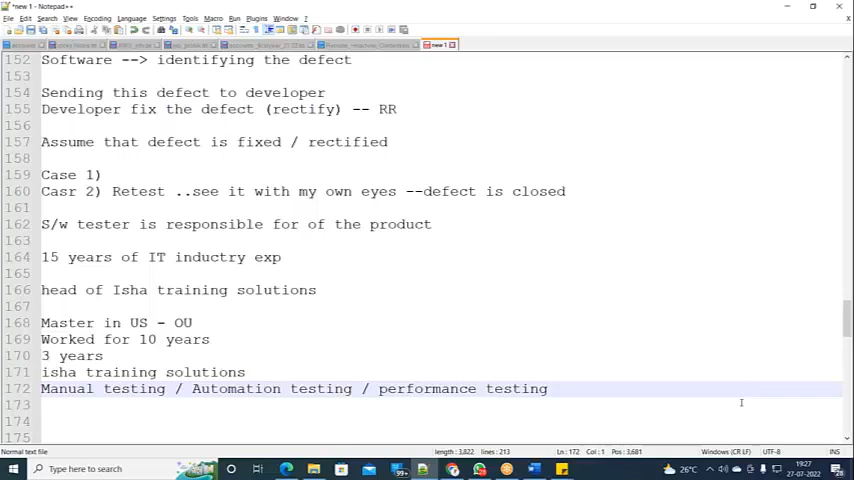 *new 1 - Notepad++
File Edit Search View Encoding Language Settings Tools Macro Run Plugins Window ?
new 1
152 Software --> identifying the defect
153
154 Sending this defect to developer
155 Developer fix the defect (rectify) -- RR
156
157 Assume that defect is fixed / rectified
158
159 Case 1)
160 Casr 2) Retest ..see it with my own eyes --defect is closed
161
162 S/w tester is responsible for of the product
163
164 15 years of IT inductry exp
165
166 head of Isha training solutions
167
168 Master in US - OU
169 Worked for 10 years
170 3 years
171 isha training solutions
172 Manual testing / Automation testing / performance testing
173
174
175
Normal text file length : 3,822 lines : 213 Ln : 172 Col : 1 Pos : 3,681 Windows (CR LF) UTF-8 INS
Type here to search 99+ 26°C 19:27
27-07-2022 28